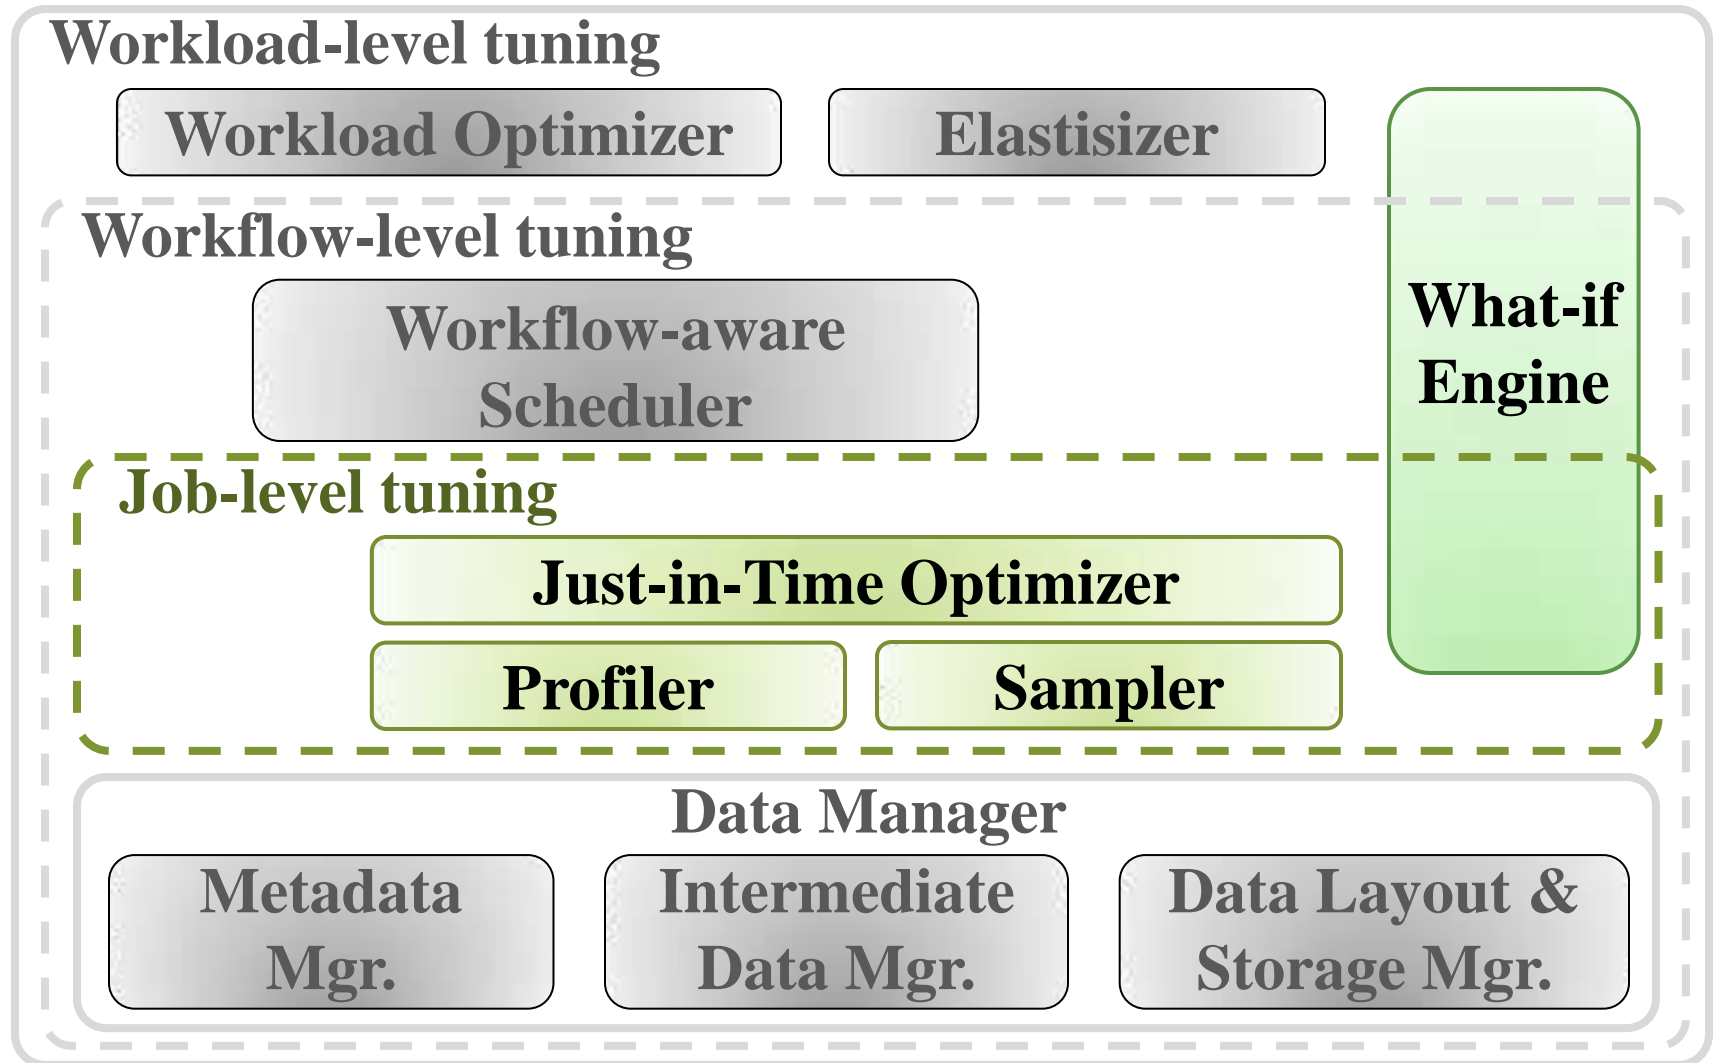 Workload-level tuning
Workload Optimizer
Elastisizer
Workflow-level tuning
Workflow-aware
Scheduler
What-if
Engine
Job-level tuning
Just-in-Time Optimizer
Profiler
Sampler
Data Manager
Metadata
Mgr.
Intermediate
Data Mgr.
Data Layout &
Storage Mgr.